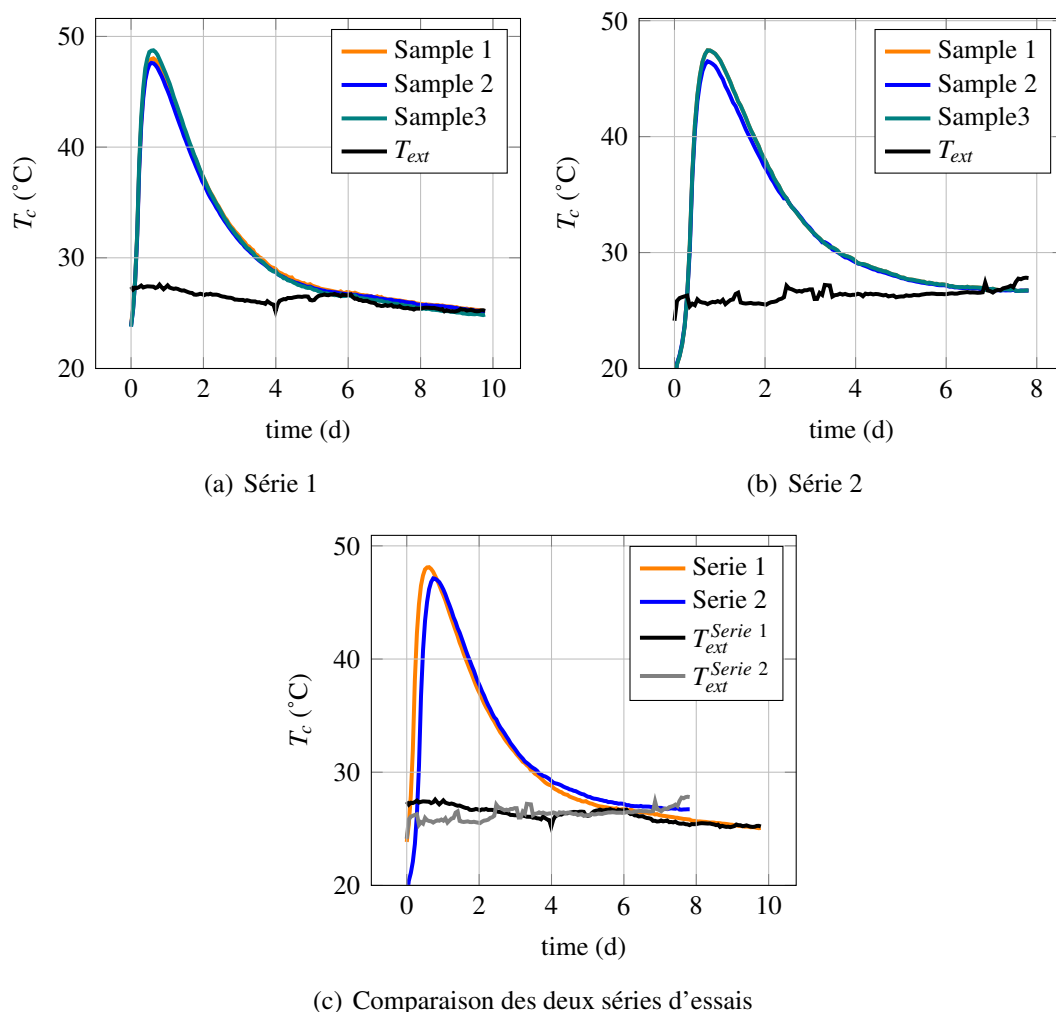 50
40
30
20
T_c (°C)
0 2 4 6 8 10
time (d)
Sample 1
Sample 2
Sample3
T_ext
(a) Série 1
50
40
30
20
T_c (°C)
0 2 4 6 8
time (d)
Sample 1
Sample 2
Sample3
T_ext
(b) Série 2
50
40
30
20
T_c (°C)
0 2 4 6 8 10
time (d)
Serie 1
Serie 2
T_ext^Serie 1
T_ext^Serie 2
(c) Comparaison des deux séries d'essais